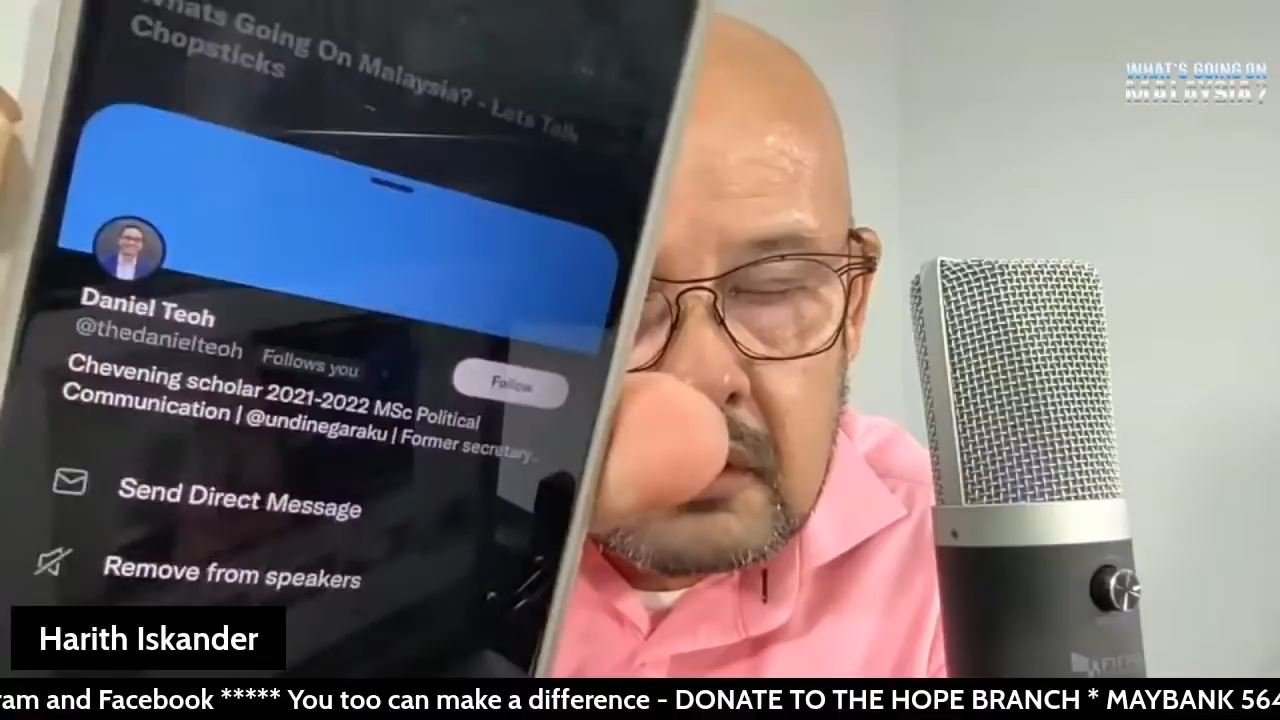 Whats Going On Malaysia? - Lets Talk
Chopsticks
WHAT'S GOING ON
MALAYSIA?
Daniel Teoh
@thedanielteoh Follows you
Follow
Chevening scholar 2021-2022 MSc Political
Communication | @undinegaraku | Former secretary...
Send Direct Message
Remove from speakers
Harith Iskander
ram and Facebook ***** You too can make a difference - DONATE TO THE HOPE BRANCH * MAYBANK 564